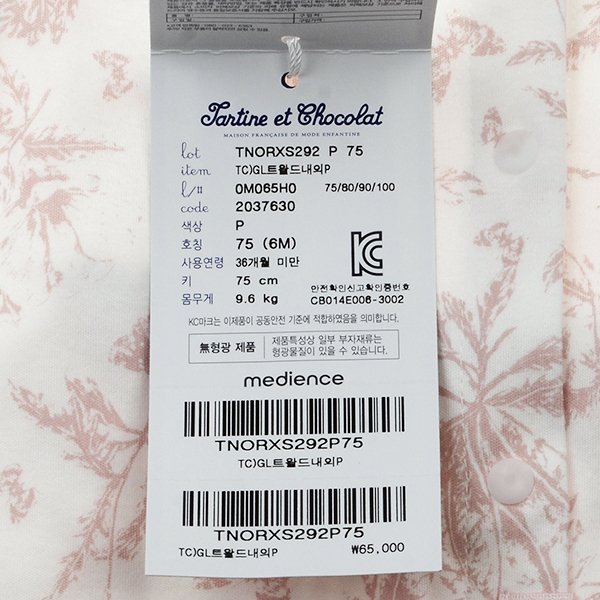 Tartine et Chocolat
MAISON FRANÇAISE DE MODE ENFANTINE
lot TNORXS292 P 75
item TC)GL트왈드내의P
l/# 0M065H0 75/80/90/100
code 2037630
색상 P
호칭 75 (6M)
사용연령 36개월 미만
키 75 cm
몸무게 9.6 kg
안전확인신고확인증번호
CB014E006-3002
KC마크는 이제품이 공통안전 기준에 적합하였음을 의미합니다.
無형광 제품
제품특성상 일부 부자재류는
형광물질이 있을 수 있습니다.
medience
TNORXS292P75
TC)GL트왈드내의P
TNORXS292P75
TC)GL트왈드내의P ₩65,000